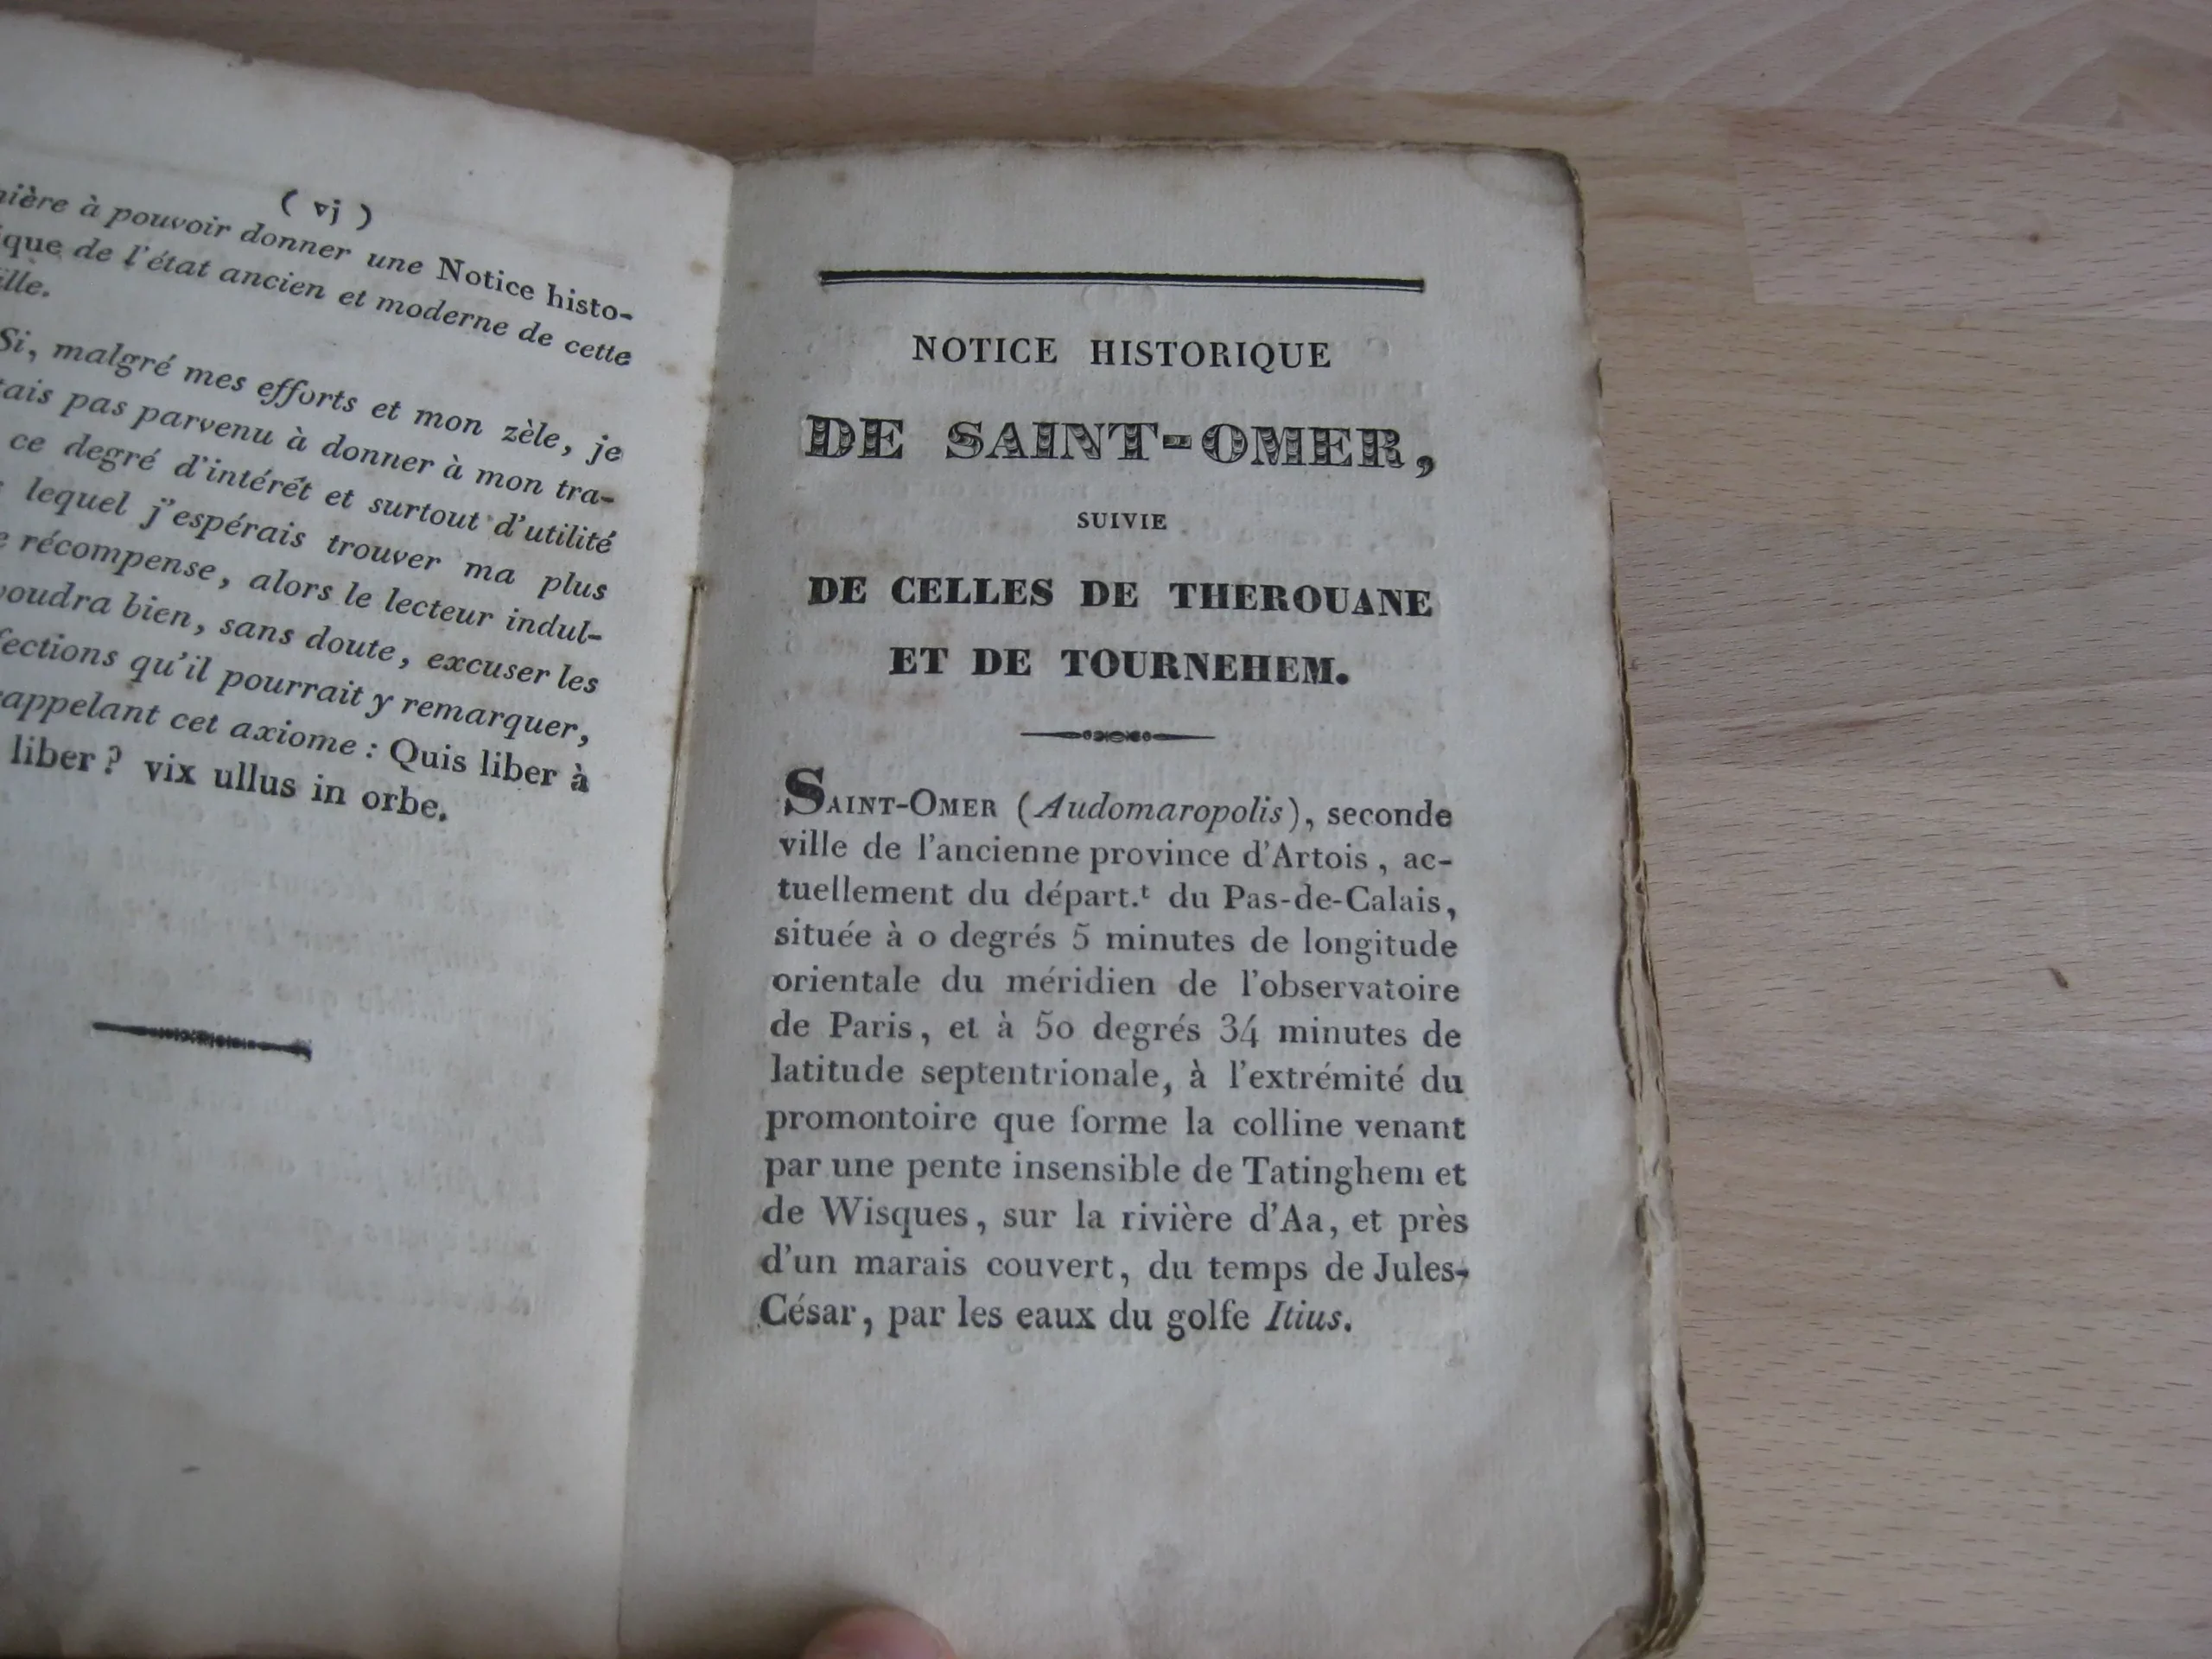 ( vj )
à pouvoir donner une Notice histo-
que de l'état ancien et moderne de cette
Si, malgré mes efforts et mon zèle, je
pas parvenu à donner à mon tra-
ce degré d'intérêt et surtout d'utilité
lequel j'espérais trouver ma plus
récompense, alors le lecteur indul-
bien, sans doute, excuser les
qu'il pourrait y remarquer,
cet axiome : Quis liber à
liber? vix ullus in orbe.
NOTICE HISTORIQUE
DE SAINT-OMER,
SUIVIE
DE CELLES DE THEROUANE
ET DE TOURNEHEM.
SAINT-OMER (Audomaropolis), seconde
ville de l'ancienne province d'Artois, ac-
tuellement du départ.t du Pas-de-Calais,
située à 0 degrés 5 minutes de longitude
orientale du méridien de l'observatoire
de Paris, et à 50 degrés 34 minutes de
latitude septentrionale, à l'extrémité du
promontoire que forme la colline venant
par une pente insensible de Tatinghem et
de Wisques, sur la rivière d'Aa, et près
d'un marais couvert, du temps de Jules-
César, par les eaux du golfe Itius.